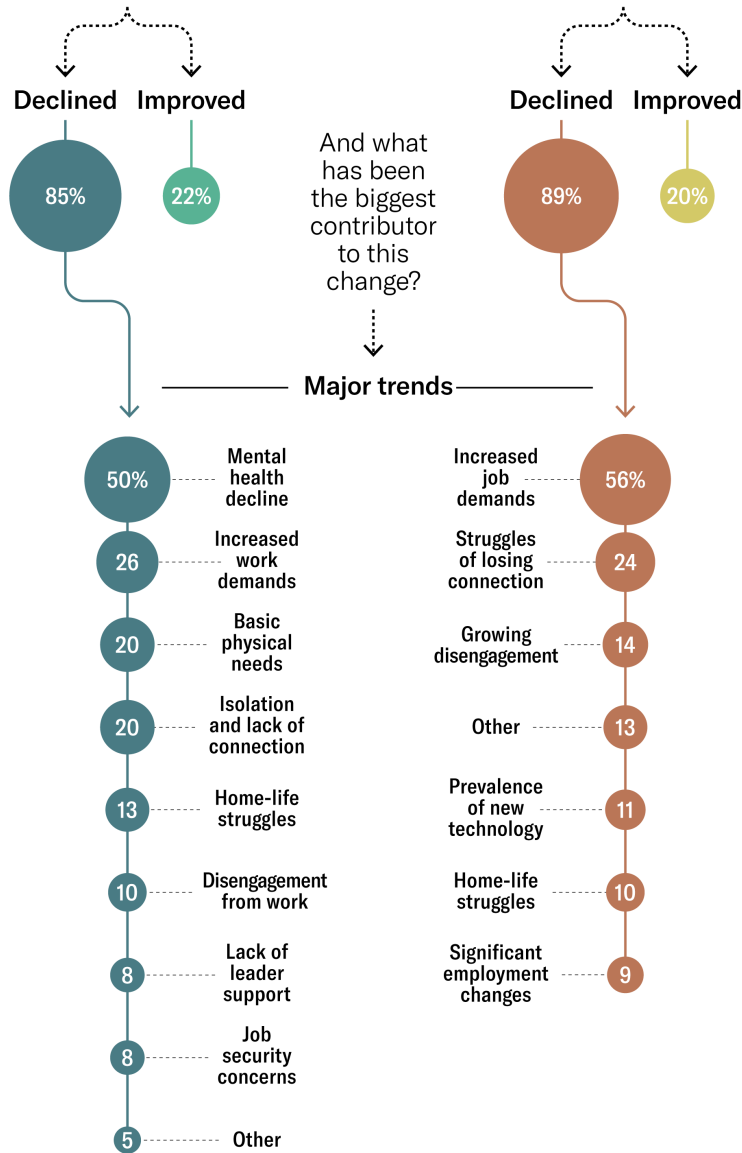 Declined Improved
85%
22%
Declined Improved
89%
20%
And what
has been
the biggest
contributor
to this
change?
Major trends
50%
Mental
health
decline
26
Increased
work
demands
20
Basic
physical
needs
20
Isolation
and lack of
connection
13
Home-life
struggles
10
Disengagement
from work
8
Lack of
leader
support
8
Job
security
concerns
5
Other
Increased
job
demands
56%
Struggles
of losing
connection
24
Growing
disengagement
14
Other
13
Prevalence
of new
technology
11
Home-life
struggles
10
Significant
employment
changes
9